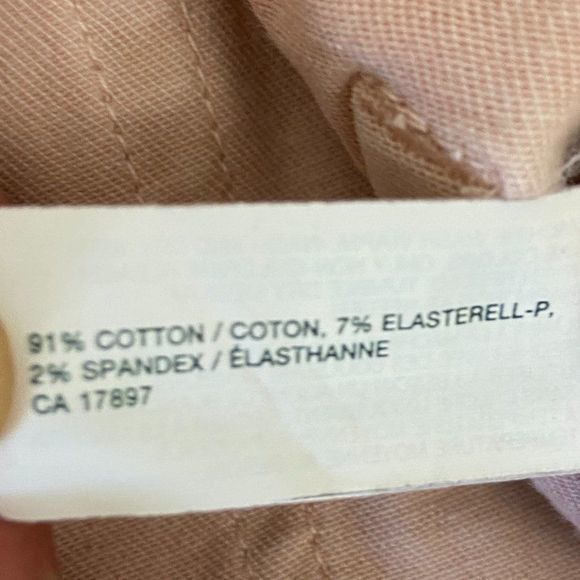 91% COTTON / COTON, 7% ELASTERELL-P,
2% SPANDEX / ÉLASTHANNE
CA 17897